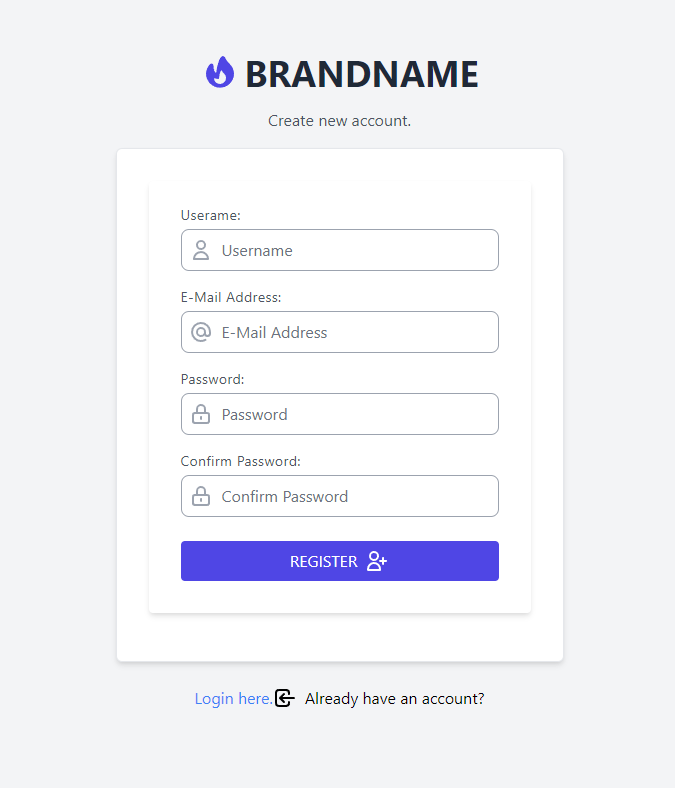 BRANDNAME
Create new account.
Userame:
Username
E-Mail Address:
E-Mail Address
Password:
Password
Confirm Password:
Confirm Password
REGISTER
Login here. Already have an account?